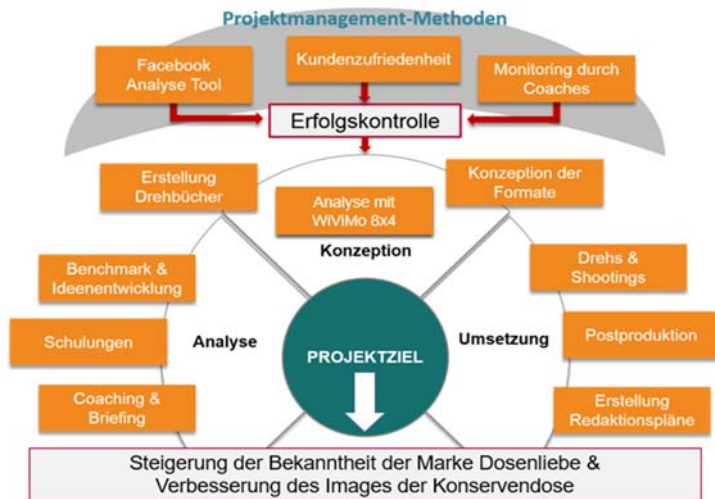 Projektmanagement-Methoden
Facebook
Analyse Tool
Kundenzufriedenheit
Monitoring durch
Coaches
Erfolgskontrolle
Erstellung
Drehbücher
Analyse mit
WiViMo 8x4
Konzeption der
Formate
Konzeption
Benchmark &
Ideenentwicklung
Drehs &
Shootings
Schulungen
Analyse
PROJEKTZIEL
Umsetzung
Postproduktion
Coaching &
Briefing
Erstellung
Redaktionspläne
Steigerung der Bekanntheit der Marke Dosenliebe &
Verbesserung des Images der Konservendose